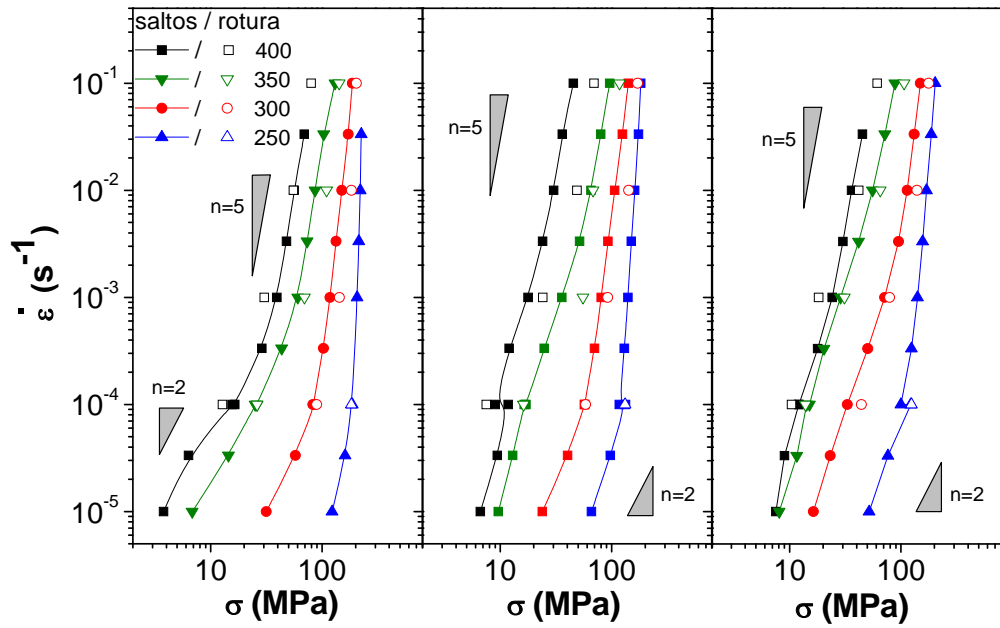 saltos / rotura
/ 400
/ 350
/ 300
/ 250
n=5
n=2
n=5
n=2
n=5
n=2
10⁻¹
10⁻²
10⁻³
10⁻⁴
10⁻⁵
ε̇ (s⁻¹)
10 100
10 100
10 100
σ (MPa)
σ (MPa)
σ (MPa)